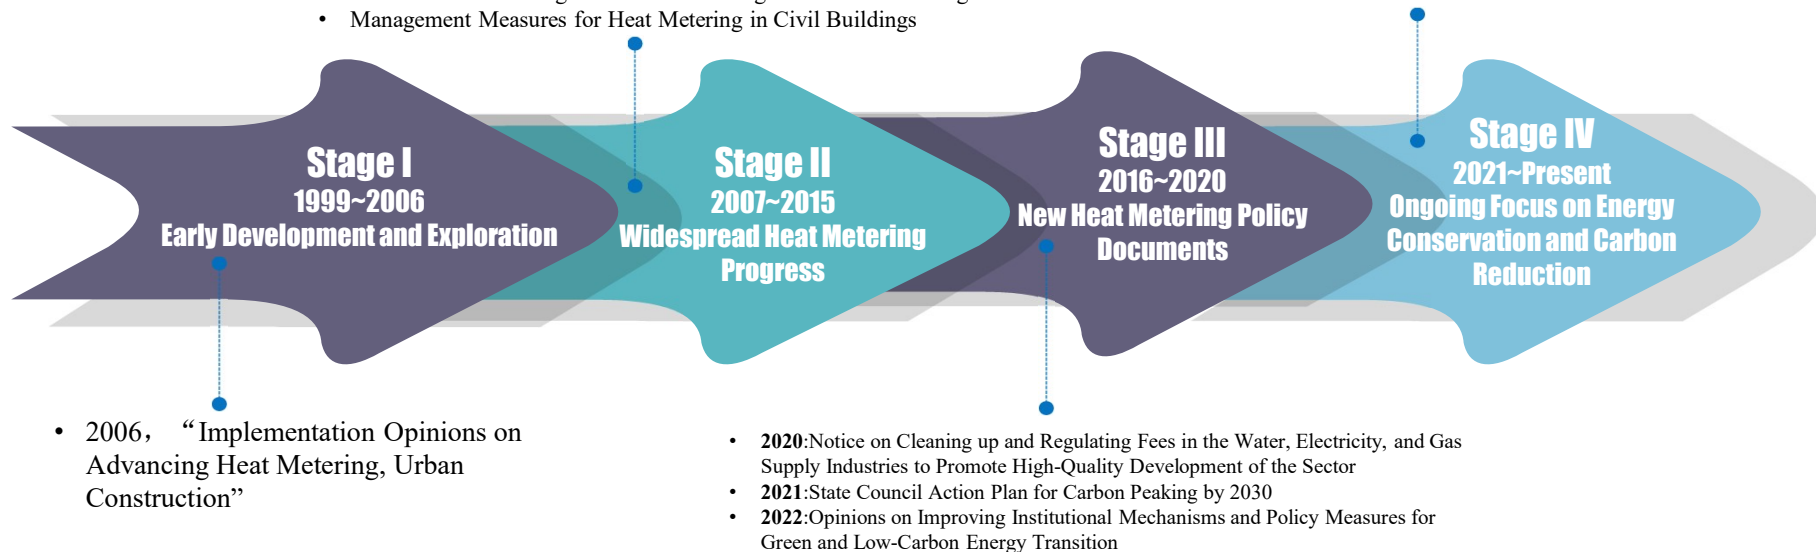 • Management Measures for Heat Metering in Civil Buildings
Stage I
1999~2006
Early Development and Exploration
Stage II
2007~2015
Widespread Heat Metering
Progress
Stage III
2016~2020
New Heat Metering Policy
Documents
Stage IV
2021~Present
Ongoing Focus on Energy
Conservation and Carbon
Reduction
• 2006， “Implementation Opinions on
Advancing Heat Metering, Urban
Construction”
• 2020:Notice on Cleaning up and Regulating Fees in the Water, Electricity, and Gas
Supply Industries to Promote High-Quality Development of the Sector
• 2021:State Council Action Plan for Carbon Peaking by 2030
• 2022:Opinions on Improving Institutional Mechanisms and Policy Measures for
Green and Low-Carbon Energy Transition